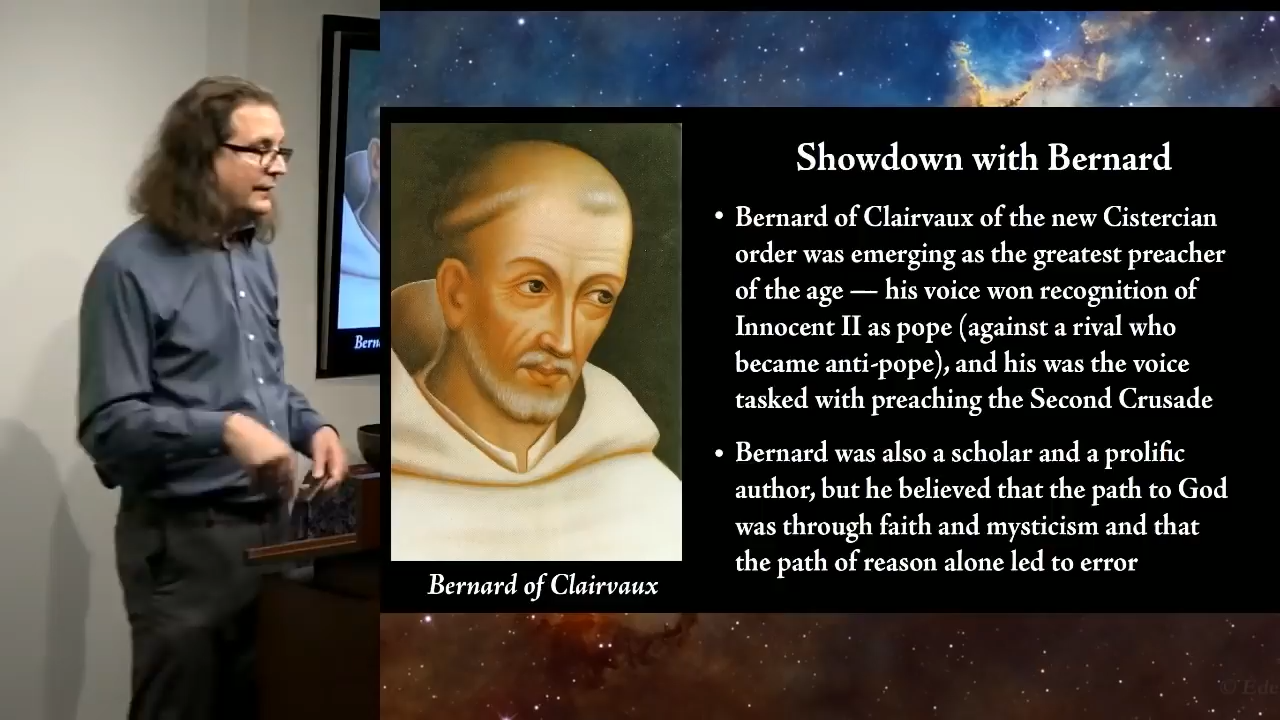 Showdown with Bernard
• Bernard of Clairvaux of the new Cistercian
order was emerging as the greatest preacher
of the age — his voice won recognition of
Innocent II as pope (against a rival who
became anti-pope), and his was the voice
tasked with preaching the Second Crusade
• Bernard was also a scholar and a prolific
author, but he believed that the path to God
was through faith and mysticism and that
the path of reason alone led to error
Bernard of Clairvaux